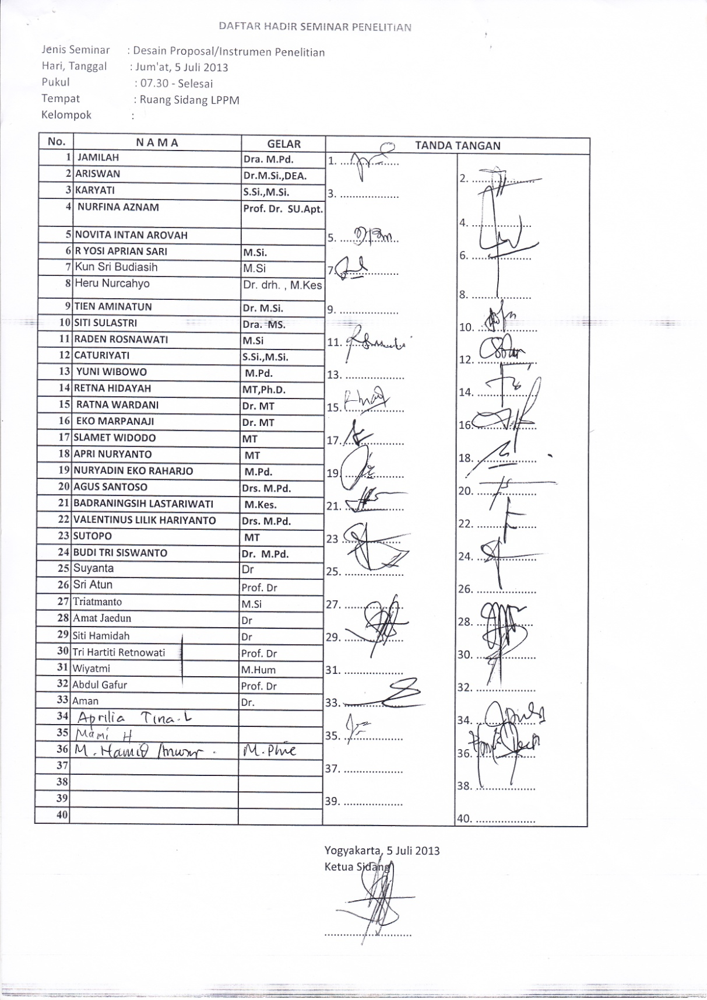 DAFTAR HADIR SEMINAR PENELITIAN
Jenis Seminar : Desain Proposal/Instrumen Penelitian
Hari, Tanggal : Jum'at, 5 Juli 2013
Pukul : 07.30 - Selesai
Tempat : Ruang Sidang LPPM
Kelompok :
No. N A M A GELAR TANDA TANGAN
1 JAMILAH Dra. M.Pd. 1. ..................
2 ARISWAN Dr.M.Si.,DEA. 2. ...................
3 KARYATI S.Si.,M.Si. 3. ..................
4 NURFINA AZNAM Prof. Dr. SU.Apt. 4. ..................
5 NOVITA INTAN AROVAH 5. ..................
6 R YOSI APRIAN SARI M.Si. 6. ..................
7 Kun Sri Budiasih M.Si 7. ..................
8 Heru Nurcahyo Dr. drh. , M.Kes 8. ..................
9 TIEN AMINATUN Dr. M.Si. 9. ..................
10 SITI SULASTRI Dra. MS. 10. ..................
11 RADEN ROSNAWATI M.Si 11. ..................
12 CATURIYATI S.Si.,M.Si. 12. ..................
13 YUNI WIBOWO M.Pd. 13. ..................
14 RETNA HIDAYAH MT,Ph.D. 14. ..................
15 RATNA WARDANI Dr. MT 15. ..................
16 EKO MARPANAJI Dr. MT 16. ..................
17 SLAMET WIDODO MT 17. ..................
18 APRI NURYANTO MT 18. ..................
19 NURYADIN EKO RAHARJO M.Pd. 19. ..................
20 AGUS SANTOSO Drs. M.Pd. 20. ..................
21 BADRANINGSIH LASTARIWATI M.Kes. 21. ..................
22 VALENTINUS LILIK HARIYANTO Drs. M.Pd. 22. ..................
23 SUTOPO MT 23 ..................
24 BUDI TRI SISWANTO Dr. M.Pd. 24. ..................
25 Suyanta Dr 25. ..................
26 Sri Atun Prof. Dr 26. ..................
27 Triatmanto M.Si 27. ..................
28 Amat Jaedun Dr 28. ..................
29 Siti Hamidah Dr 29. ..................
30 Tri Hartiti Retnowati Prof. Dr 30. ..................
31 Wiyatmi M.Hum 31. ..................
32 Abdul Gafur Prof. Dr 32. ..................
33 Aman Dr. 33. ..................
34 Aprilia Tina.L 34. ..................
35 Mami H 35. ..................
36 M. Hamid Anwar . M. Phil 36. ..................
37 37. ..................
38 38. ..................
39 39. ..................
40 40. ..................
Yogyakarta, 5 Juli 2013
Ketua Sidang
...........................